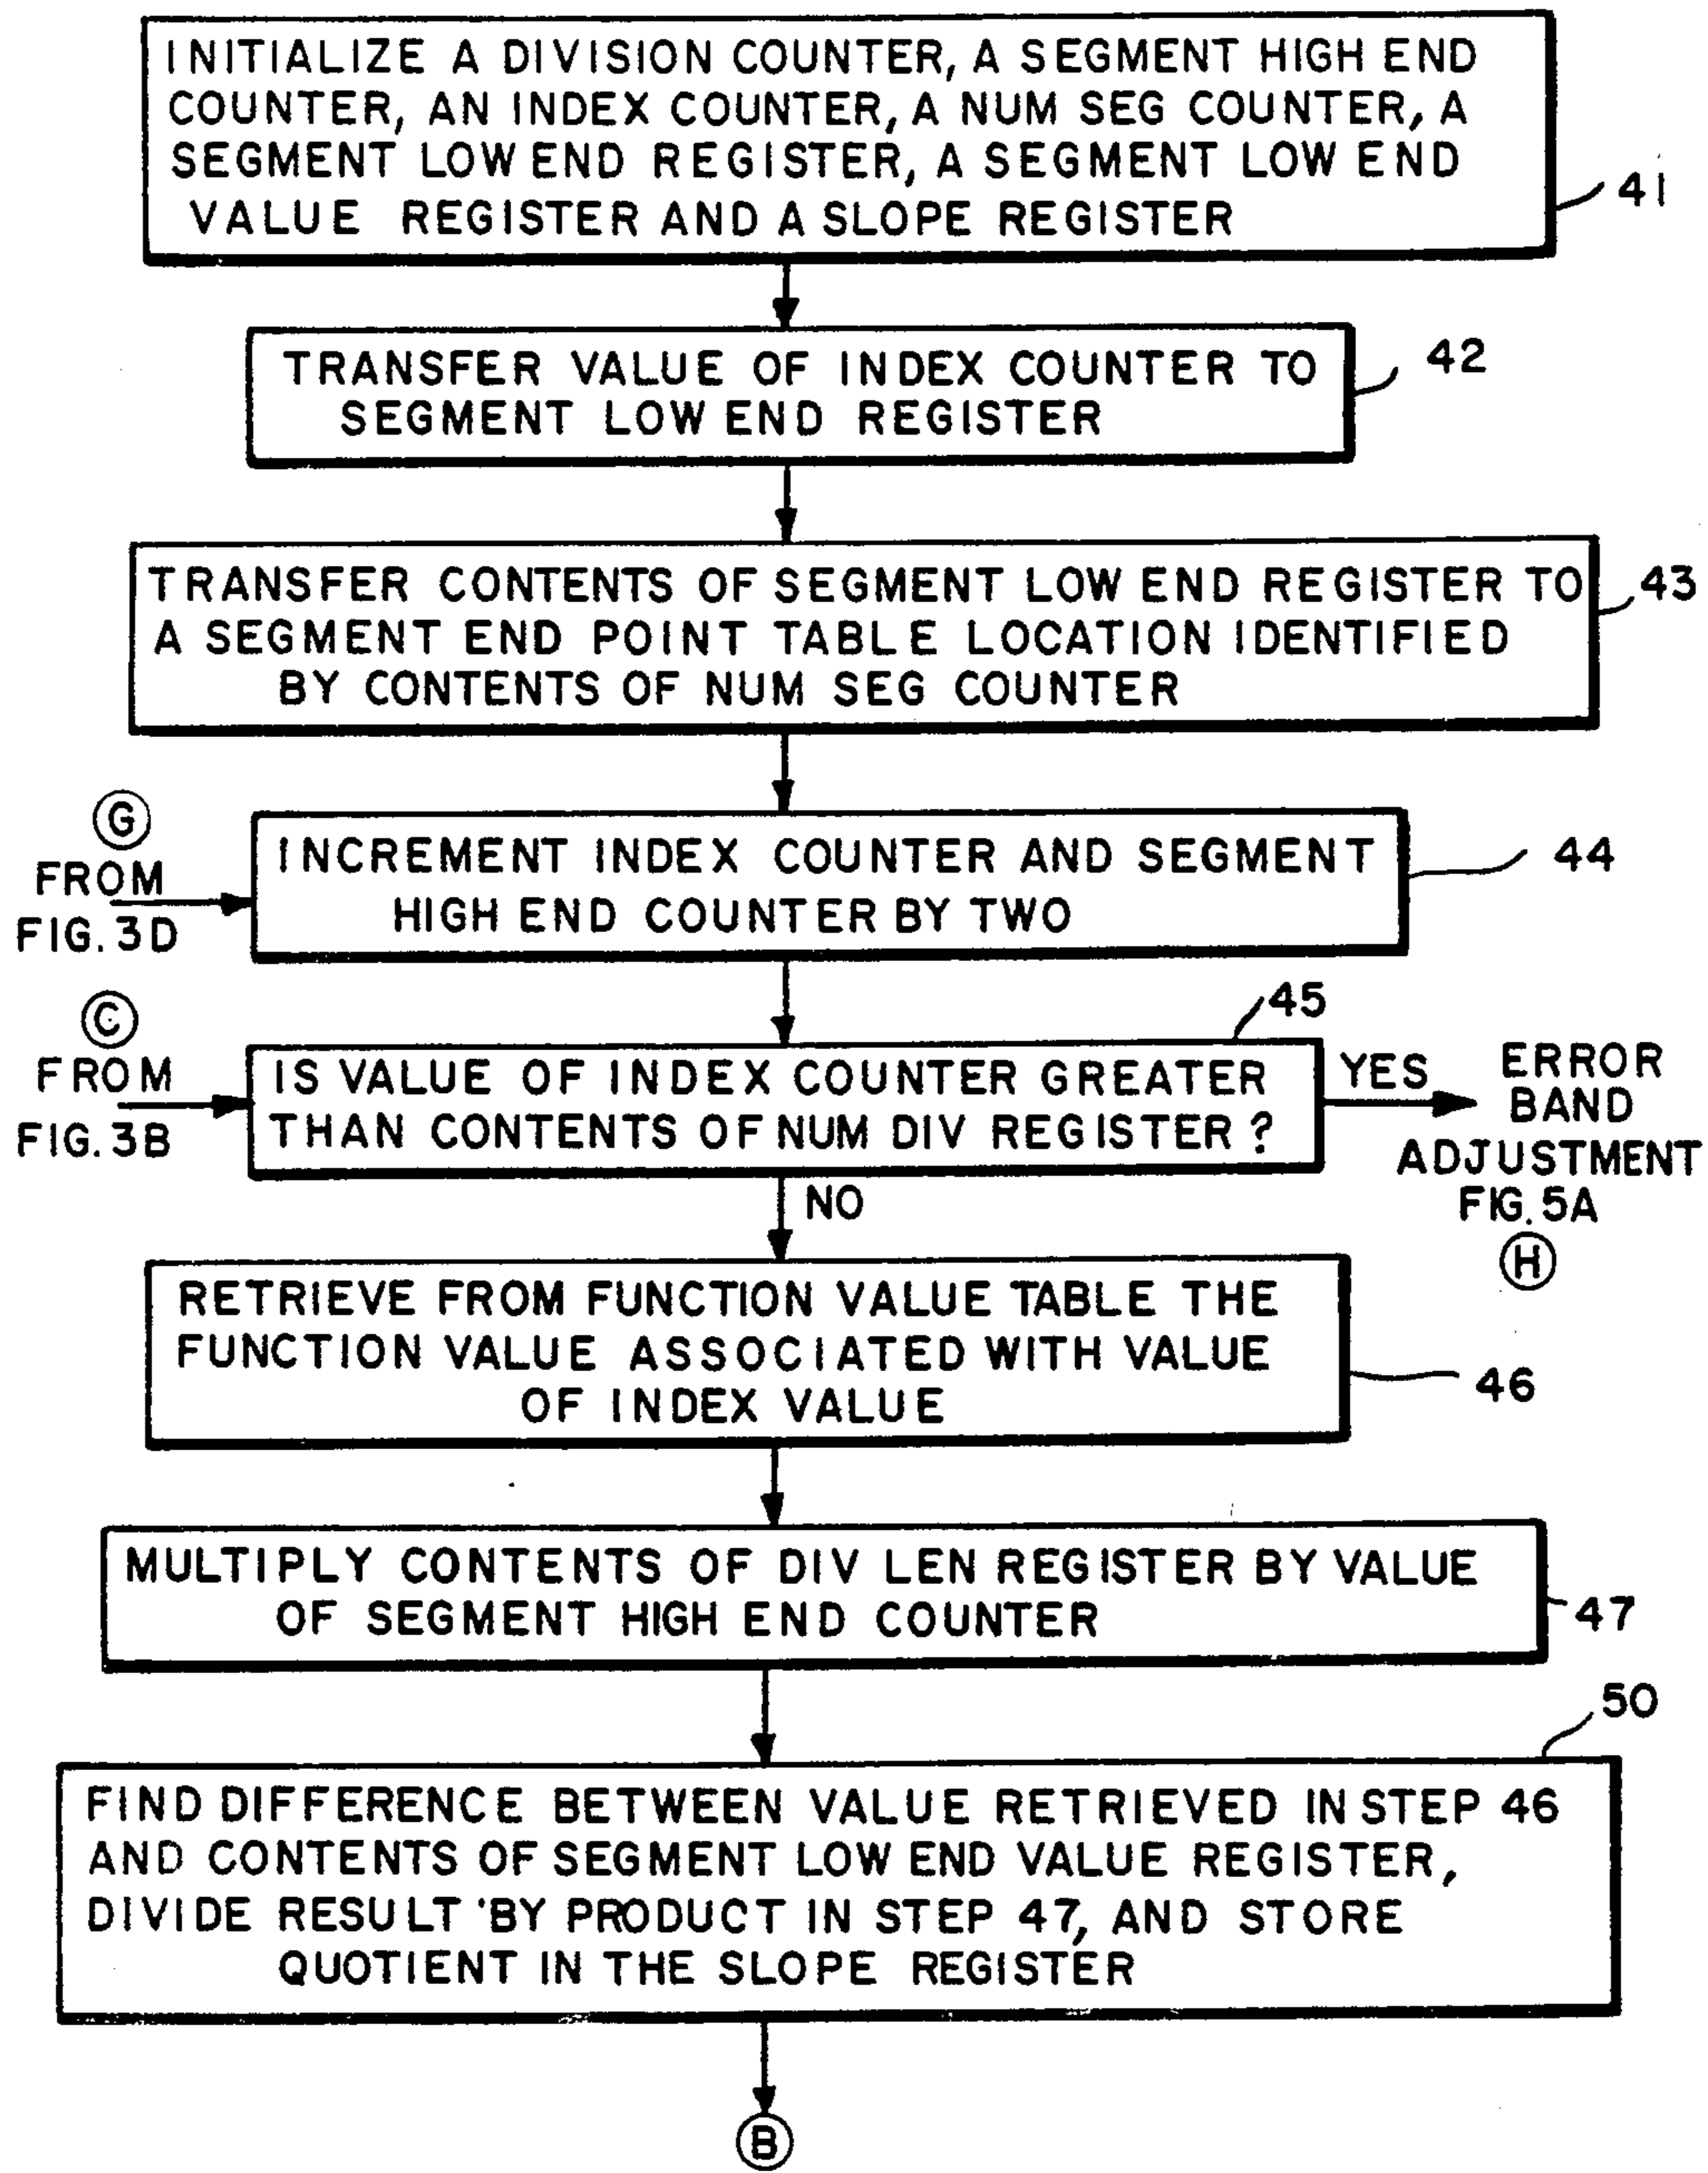 INITIALIZE A DIVISION COUNTER, A SEGMENT HIGH END
COUNTER, AN INDEX COUNTER, A NUM SEG COUNTER, A
SEGMENT LOW END REGISTER, A SEGMENT LOW END
VALUE REGISTER AND A SLOPE REGISTER
41
TRANSFER VALUE OF INDEX COUNTER TO
SEGMENT LOW END REGISTER
42
TRANSFER CONTENTS OF SEGMENT LOW END REGISTER TO
A SEGMENT END POINT TABLE LOCATION IDENTIFIED
BY CONTENTS OF NUM SEG COUNTER
43
G
FROM
FIG. 3D
INCREMENT INDEX COUNTER AND SEGMENT
HIGH END COUNTER BY TWO
44
C
FROM
FIG. 3B
45
IS VALUE OF INDEX COUNTER GREATER
THAN CONTENTS OF NUM DIV REGISTER?
YES
ERROR
BAND
ADJUSTMENT
FIG. 5A
H
NO
RETRIEVE FROM FUNCTION VALUE TABLE THE
FUNCTION VALUE ASSOCIATED WITH VALUE
OF INDEX VALUE
46
MULTIPLY CONTENTS OF DIV LEN REGISTER BY VALUE
OF SEGMENT HIGH END COUNTER
47
50
FIND DIFFERENCE BETWEEN VALUE RETRIEVED IN STEP 46
AND CONTENTS OF SEGMENT LOW END VALUE REGISTER,
DIVIDE RESULT BY PRODUCT IN STEP 47, AND STORE
QUOTIENT IN THE SLOPE REGISTER
B